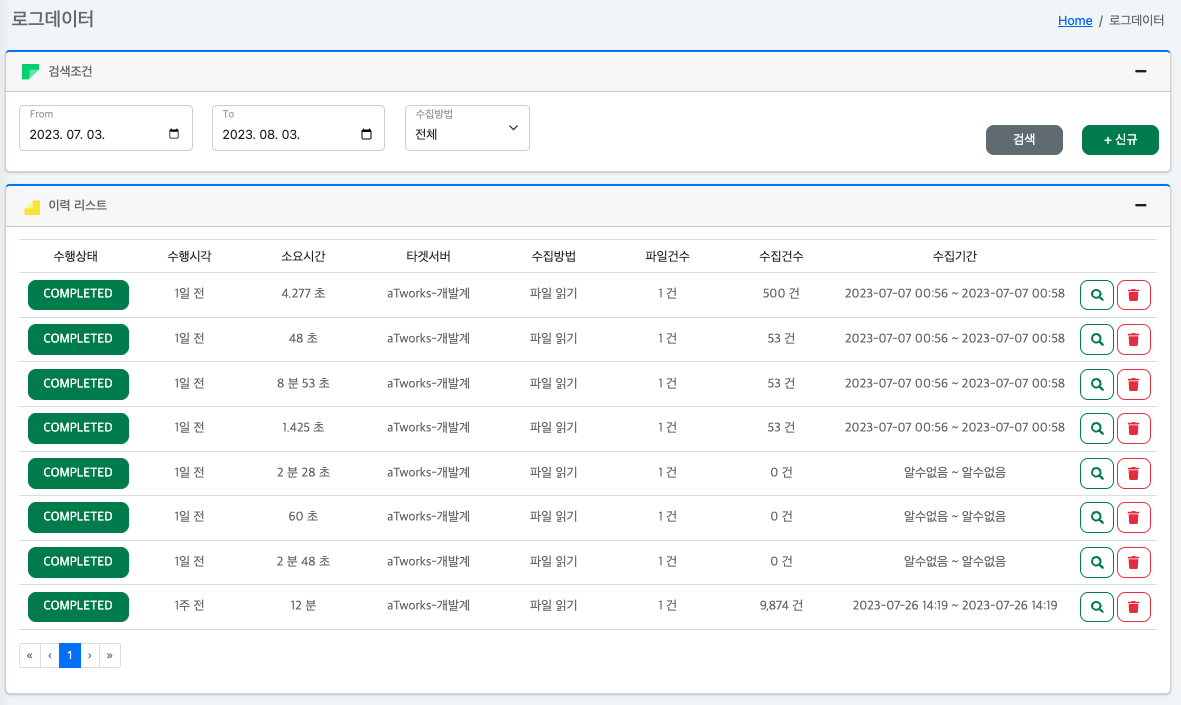 로그데이터
Home / 로그데이터
검색조건
From
To
수집방법
2023. 07. 03.
2023. 08. 03.
전체
검색
+ 신규
이력 리스트
수행상태 수행시각 소요시간 타겟서버 수집방법 파일건수 수집건수 수집기간
COMPLETED 1일 전 4.277 초 aTworks-개발계 파일 읽기 1 건 500 건 2023-07-07 00:56 ~ 2023-07-07 00:58
COMPLETED 1일 전 48 초 aTworks-개발계 파일 읽기 1 건 53 건 2023-07-07 00:56 ~ 2023-07-07 00:58
COMPLETED 1일 전 8 분 53 초 aTworks-개발계 파일 읽기 1 건 53 건 2023-07-07 00:56 ~ 2023-07-07 00:58
COMPLETED 1일 전 1.425 초 aTworks-개발계 파일 읽기 1 건 53 건 2023-07-07 00:56 ~ 2023-07-07 00:58
COMPLETED 1일 전 2 분 28 초 aTworks-개발계 파일 읽기 1 건 0 건 알수없음 ~ 알수없음
COMPLETED 1일 전 60 초 aTworks-개발계 파일 읽기 1 건 0 건 알수없음 ~ 알수없음
COMPLETED 1일 전 2 분 48 초 aTworks-개발계 파일 읽기 1 건 0 건 알수없음 ~ 알수없음
COMPLETED 1주 전 12 분 aTworks-개발계 파일 읽기 1 건 9,874 건 2023-07-26 14:19 ~ 2023-07-26 14:19
« ‹ 1 › »